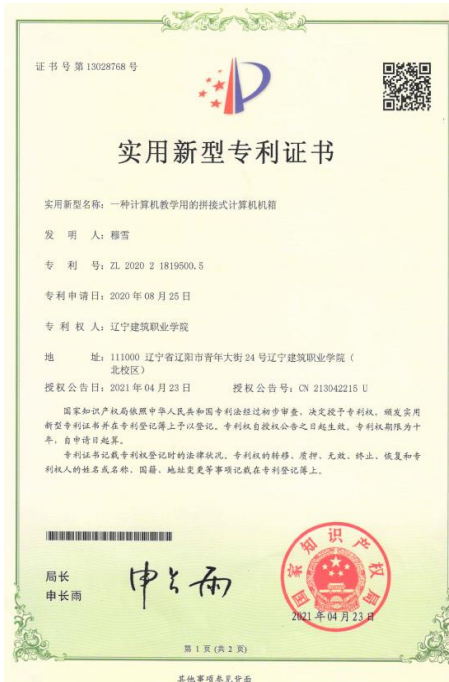 证书号第13028768号
实用新型专利证书
实用新型名称：一种计算机教学用的拼接式计算机机箱
发 明 人：穆雪
专 利 号：ZL 2020 2 1819500.5
专利申请日：2020年08月25日
专 利 权 人：辽宁建筑职业学院
地 址：111000 辽宁省辽阳市青年大街24号辽宁建筑职业学院（
北校区）
授权公告日：2021年04月23日 授权公告号：CN 213042215 U
国家知识产权局依照中华人民共和国专利法经过初步审查，决定授予专利权，颁发实用
新型专利证书并在专利登记簿上予以登记。专利权自授权公告之日起生效。专利权期限为十
年，自申请日起算。
专利证书记载专利权登记时的法律状况。专利权的转移、质押、无效、终止、恢复和专
利权人的姓名或名称、国籍、地址变更等事项记载在专利登记簿上。
局长
申长雨
申长雨
国家知识产权局
2021年04月23日
第 1 页 (共 2 页)
其他事项参见背面